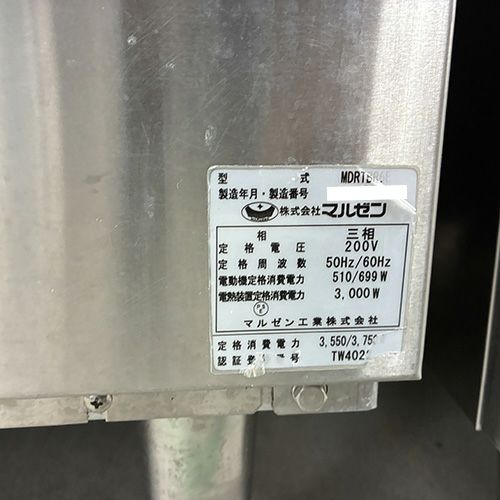 型 式 MDRTBR6E
製造年月・製造番号
株式会社 マルゼン
相 三相
定格電圧 200V
定格周波数 50Hz/60Hz
電動機定格消費電力 510/699W
電熱装置定格消費電力 3,000W
マルゼン工業株式会社
定格消費電力 3,550/3,750
認証 番号